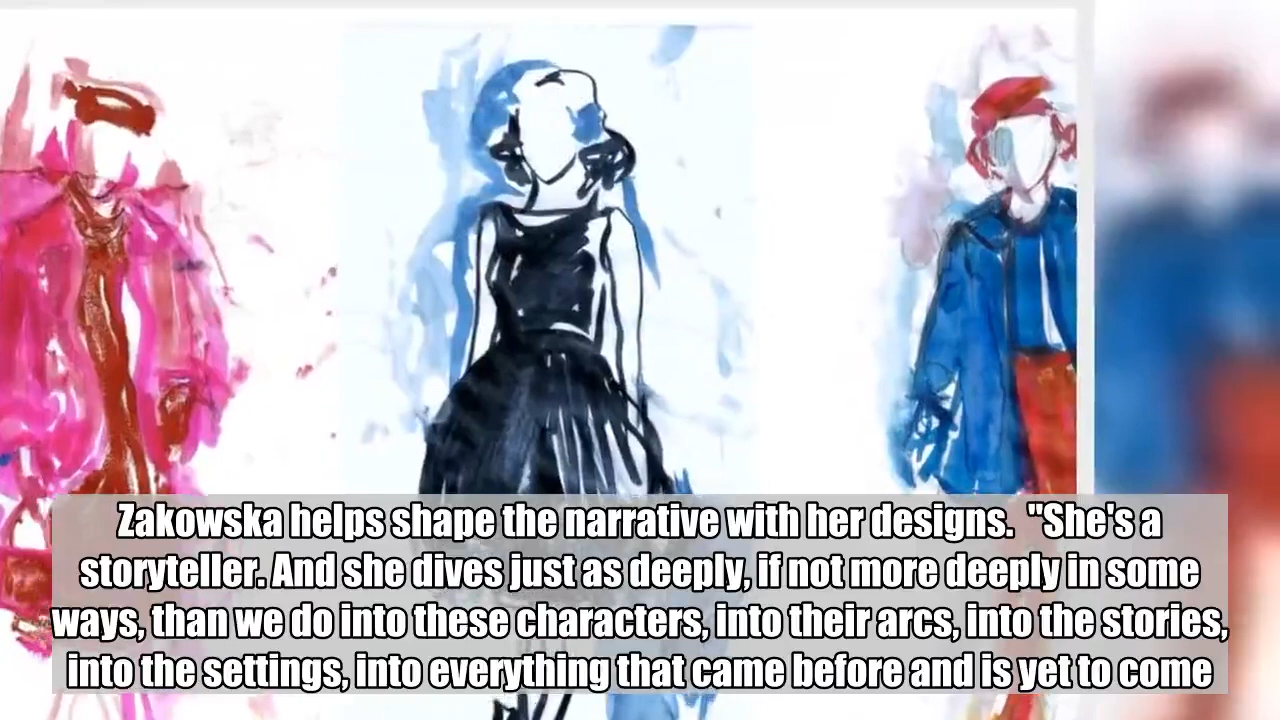 Zakowska helps shape the narrative with her designs.  "She's a
storyteller. And she dives just as deeply, if not more deeply in some
ways, than we do into these characters, into their arcs, into the stories,
into the settings, into everything that came before and is yet to come